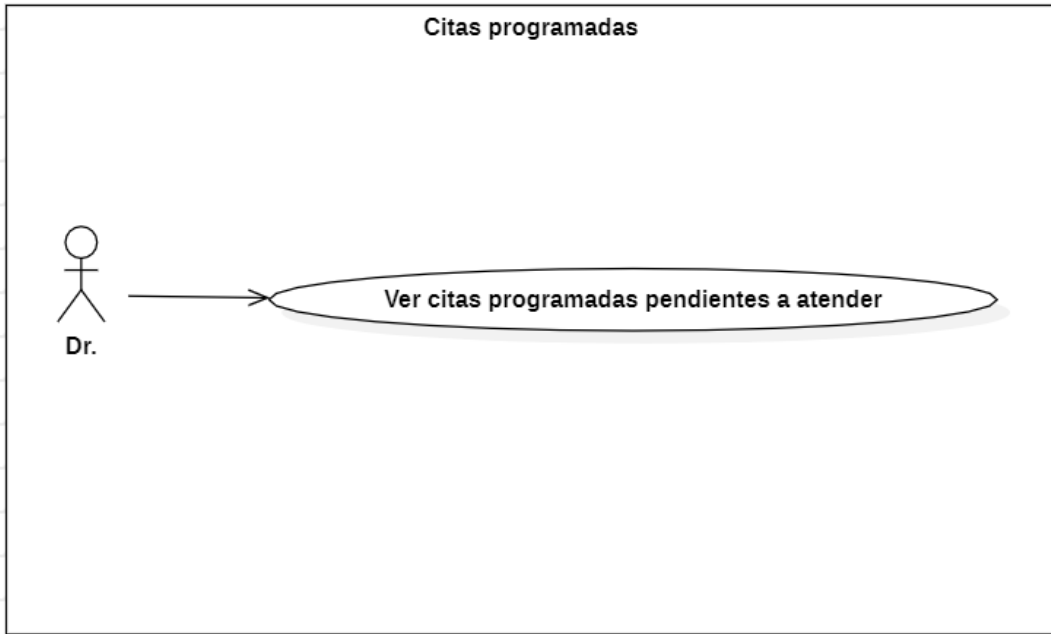 Citas programadas
Ver citas programadas pendientes a atender
Dr.